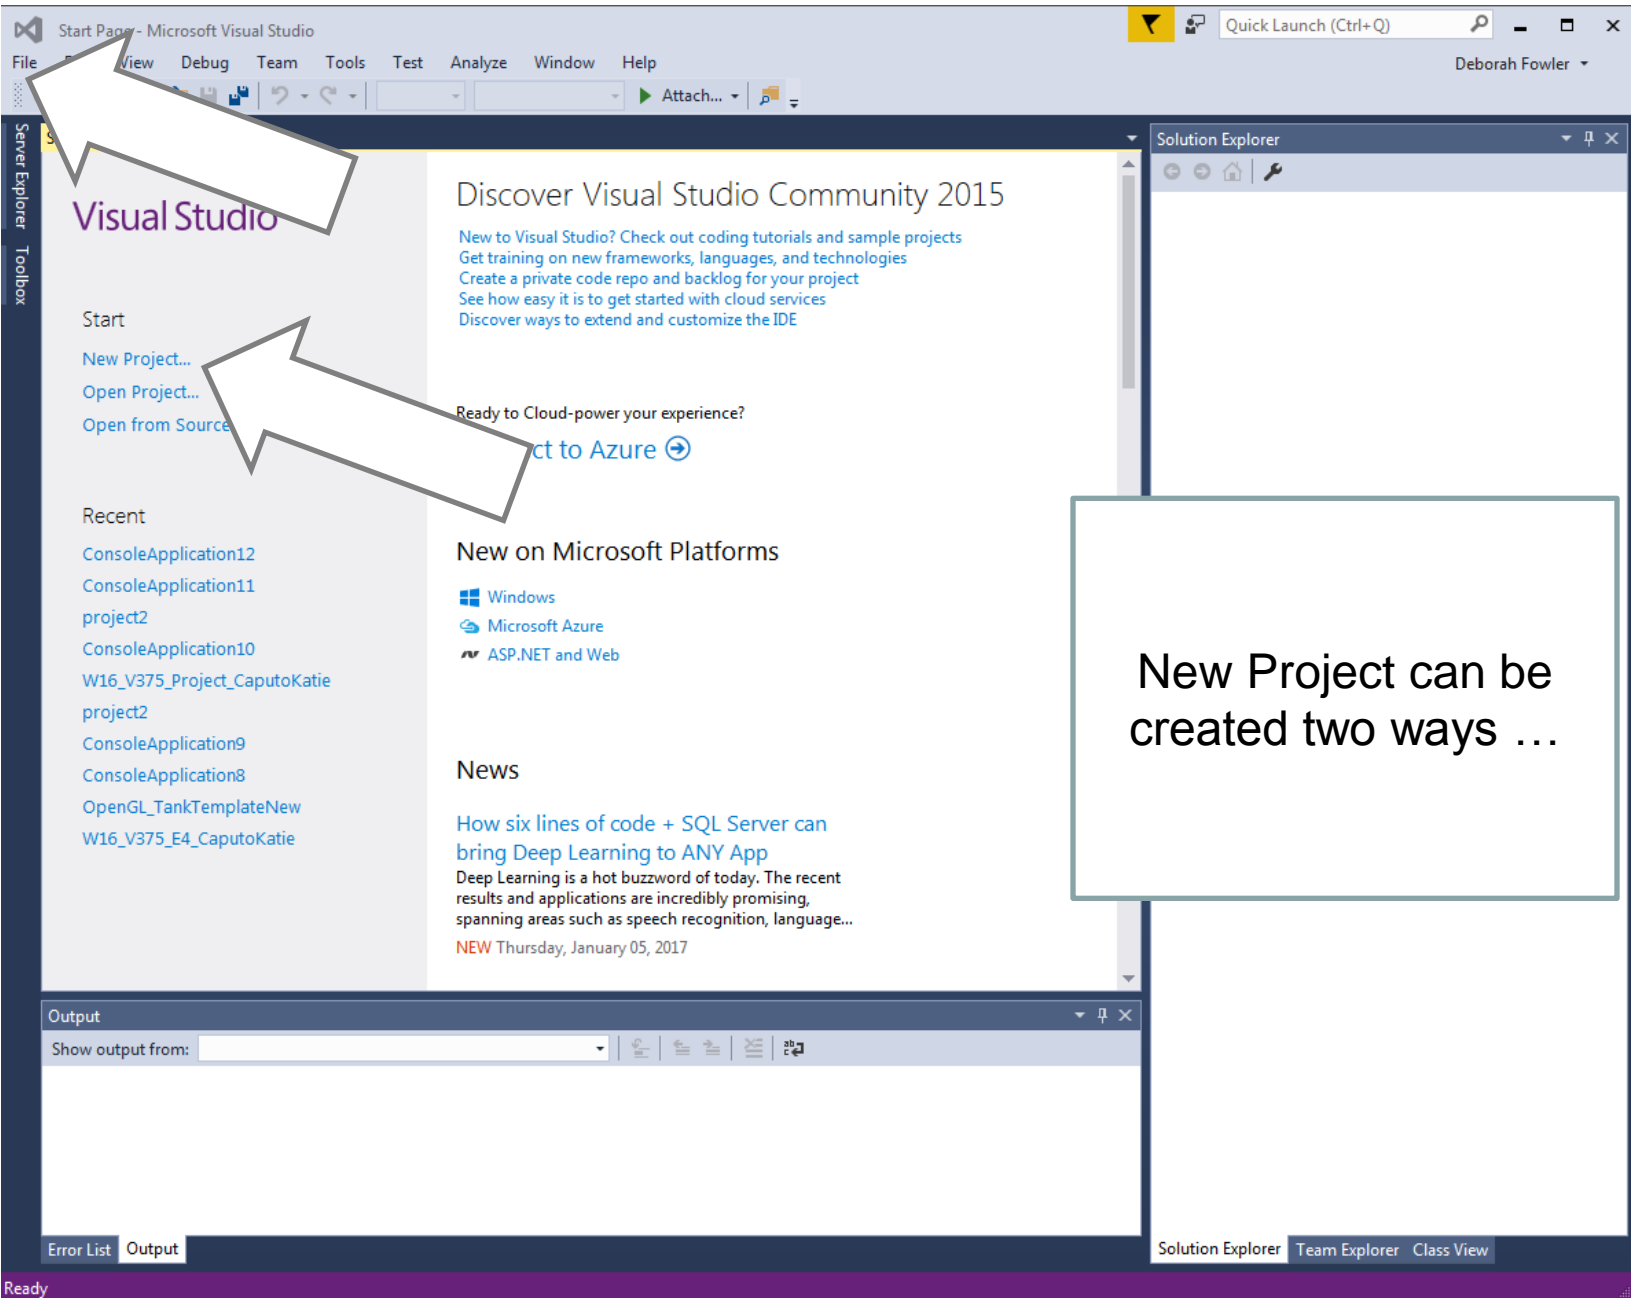 Start Page - Microsoft Visual Studio
Quick Launch (Ctrl+Q)
File View Debug Team Tools Test Analyze Window Help
Deborah Fowler
Attach...
Server Explorer
Toolbox
Visual Studio
Start
New Project...
Open Project...
Open from Source
Recent
ConsoleApplication12
ConsoleApplication11
project2
ConsoleApplication10
W16_V375_Project_CaputoKatie
project2
ConsoleApplication9
ConsoleApplication8
OpenGL_TankTemplateNew
W16_V375_E4_CaputoKatie
Discover Visual Studio Community 2015
New to Visual Studio? Check out coding tutorials and sample projects
Get training on new frameworks, languages, and technologies
Create a private code repo and backlog for your project
See how easy it is to get started with cloud services
Discover ways to extend and customize the IDE
Ready to Cloud-power your experience?
to Azure
New on Microsoft Platforms
Windows
Microsoft Azure
ASP.NET and Web
News
How six lines of code + SQL Server can
bring Deep Learning to ANY App
Deep Learning is a hot buzzword of today. The recent
results and applications are incredibly promising,
spanning areas such as speech recognition, language...
NEW Thursday, January 05, 2017
Solution Explorer
New Project can be
created two ways …
Output
Show output from:
Error List Output
Solution Explorer Team Explorer Class View
Ready